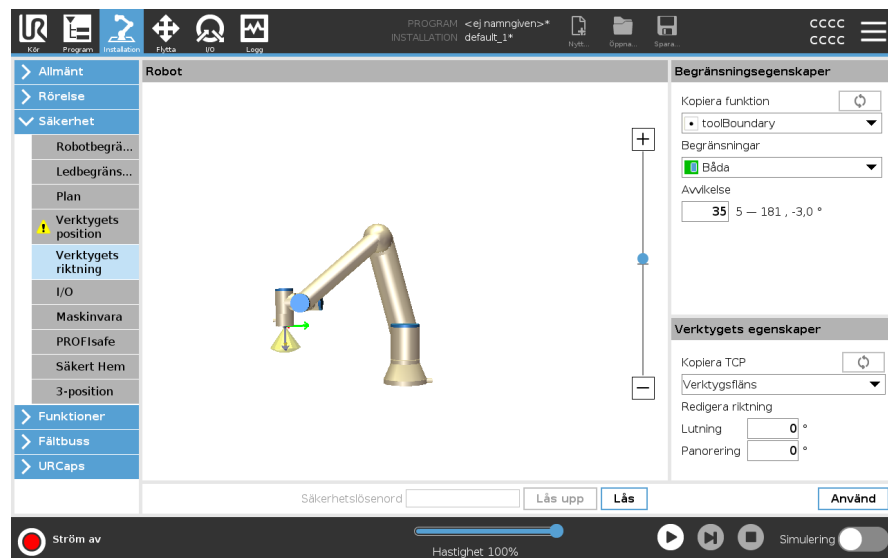 PROGRAM <ej namngiven>*
INSTALLATION default_1*
CCCC
CCCC
Kör
Program
Installation
Flytta
I/O
Logg
Nytt...
Öppna...
Spara...
Allmänt
Rörelse
Säkerhet
Robotbegrä...
Ledbegräns...
Plan
Verktygets
position
Verktygets
riktning
I/O
Maskinvara
PROFIsafe
Säkert Hem
3-position
Funktioner
Fältbuss
URCaps
Robot
Begränsningsegenskaper
Kopiera funktion
toolBoundary
Begränsningar
Båda
Avvikelse
35 5 — 181 , -3,0 °
Verktygets egenskaper
Kopiera TCP
Verktygsfläns
Redigera riktning
Lutning 0 °
Panorering 0 °
Säkerhetslösenord
Lås upp
Lås
Använd
Ström av
Hastighet 100%
Simulering